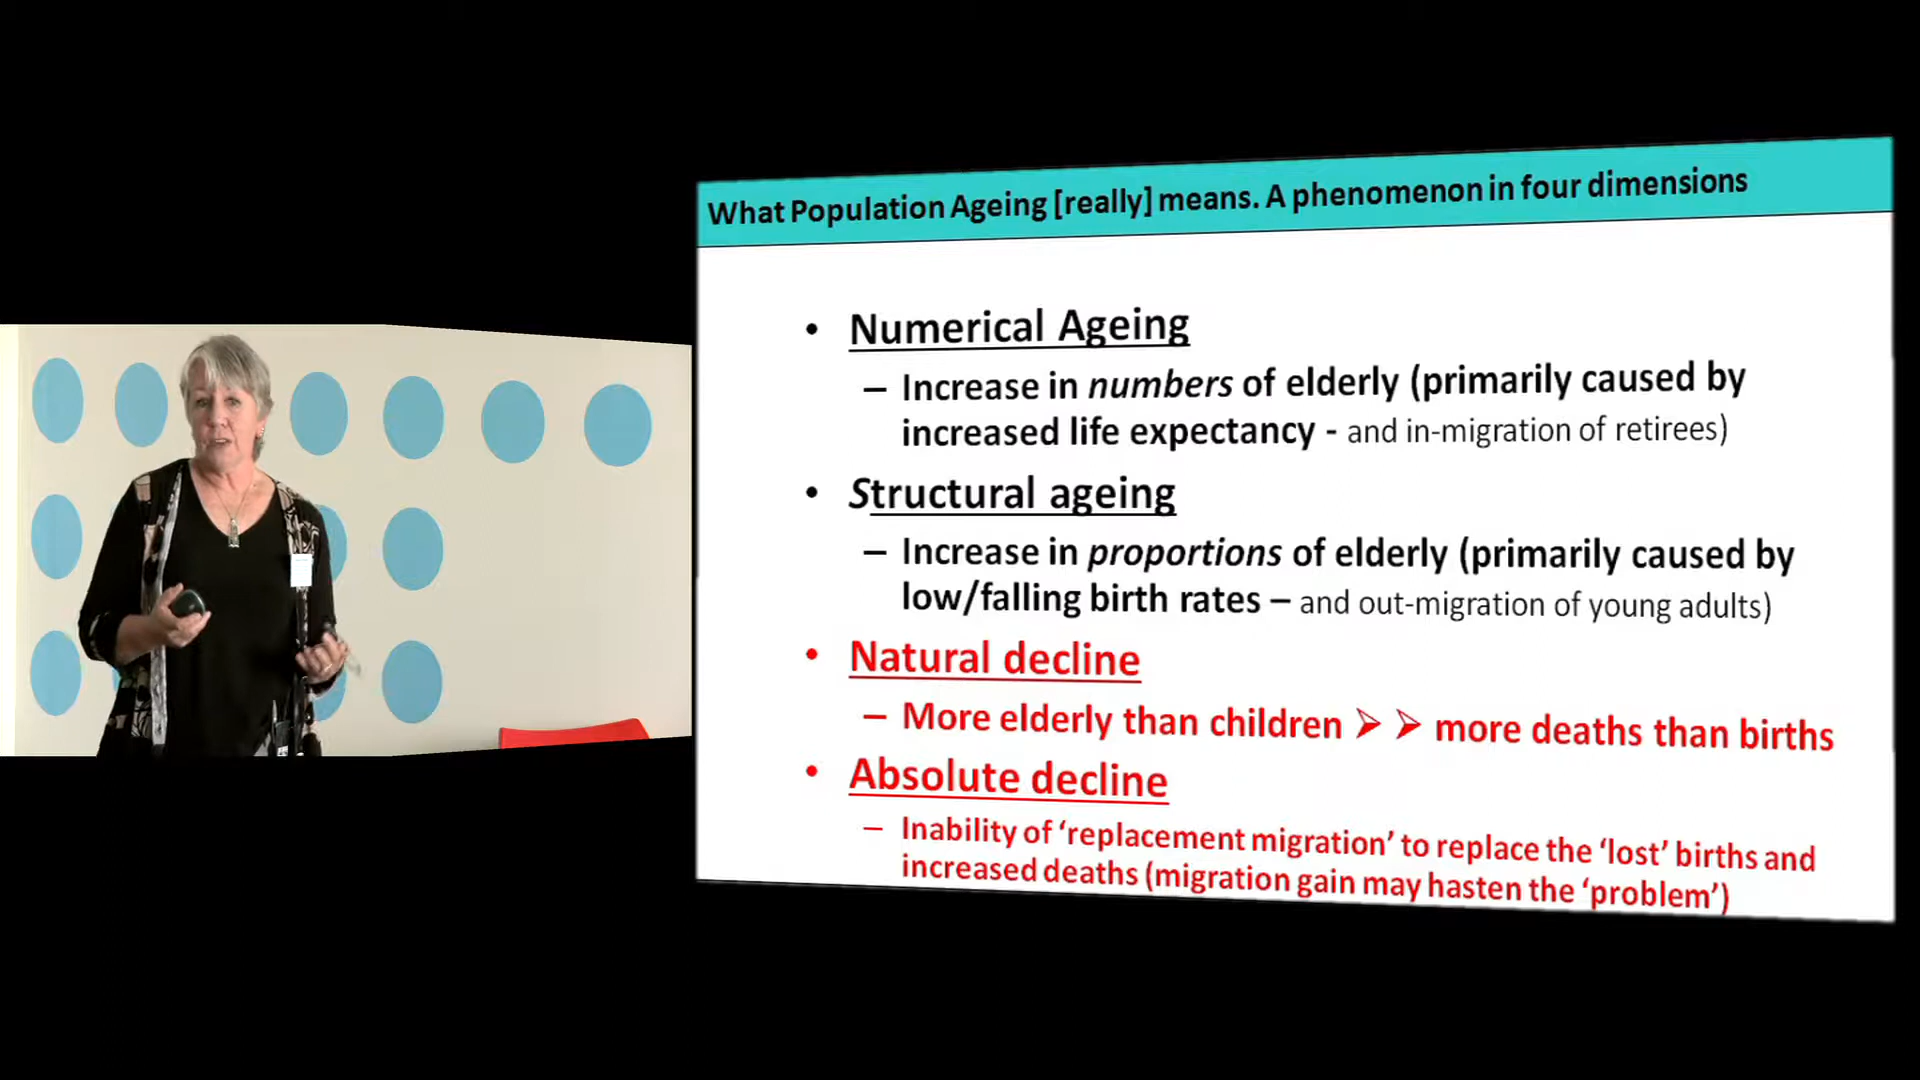 What Population Ageing [really] means. A phenomenon in four dimensions
• Numerical Ageing
– Increase in numbers of elderly (primarily caused by
increased life expectancy - and in-migration of retirees)
• Structural ageing
– Increase in proportions of elderly (primarily caused by
low/falling birth rates – and out-migration of young adults)
• Natural decline
– More elderly than children ➢ ➢ more deaths than births
• Absolute decline
– Inability of ‘replacement migration’ to replace the ‘lost’ births and
increased deaths (migration gain may hasten the ‘problem’)